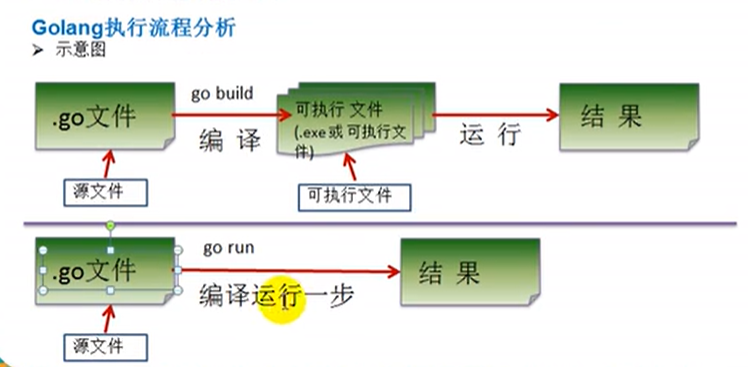 Golang执行流程分析
➢ 示意图
.go文件
go build
编 译
可执行 文件
(.exe 或 可执行文
件)
运 行
结 果
源文件
可执行文件
.go文件
go run
编译运行一步
结 果
源文件